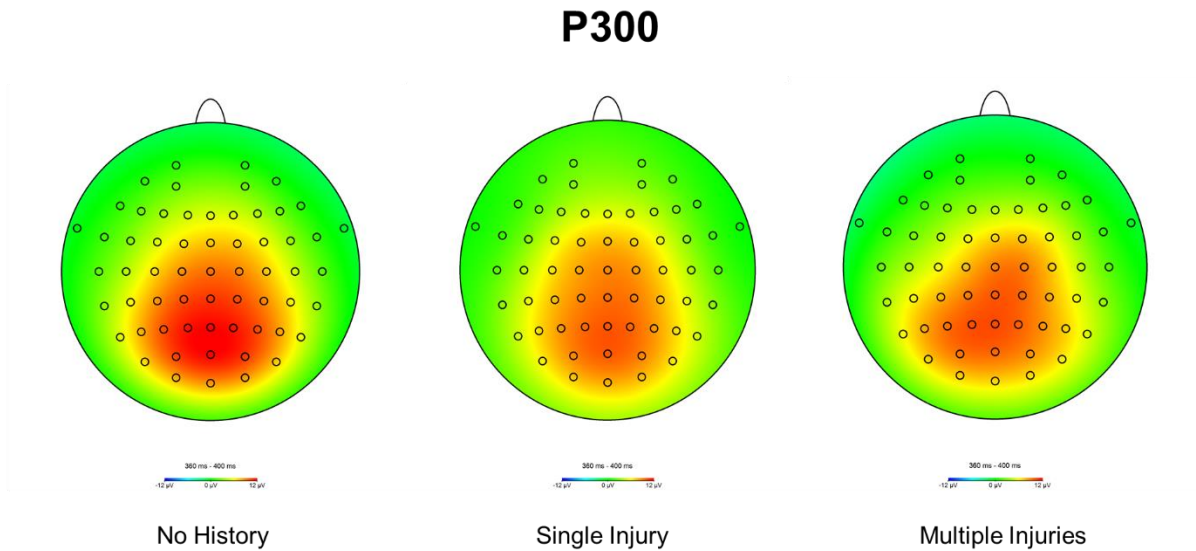 P300
360 ms - 400 ms
-12 µV 0 µV 12 µV
No History
360 ms - 400 ms
-12 µV 0 µV 12 µV
Single Injury
360 ms - 400 ms
-12 µV 0 µV 12 µV
Multiple Injuries